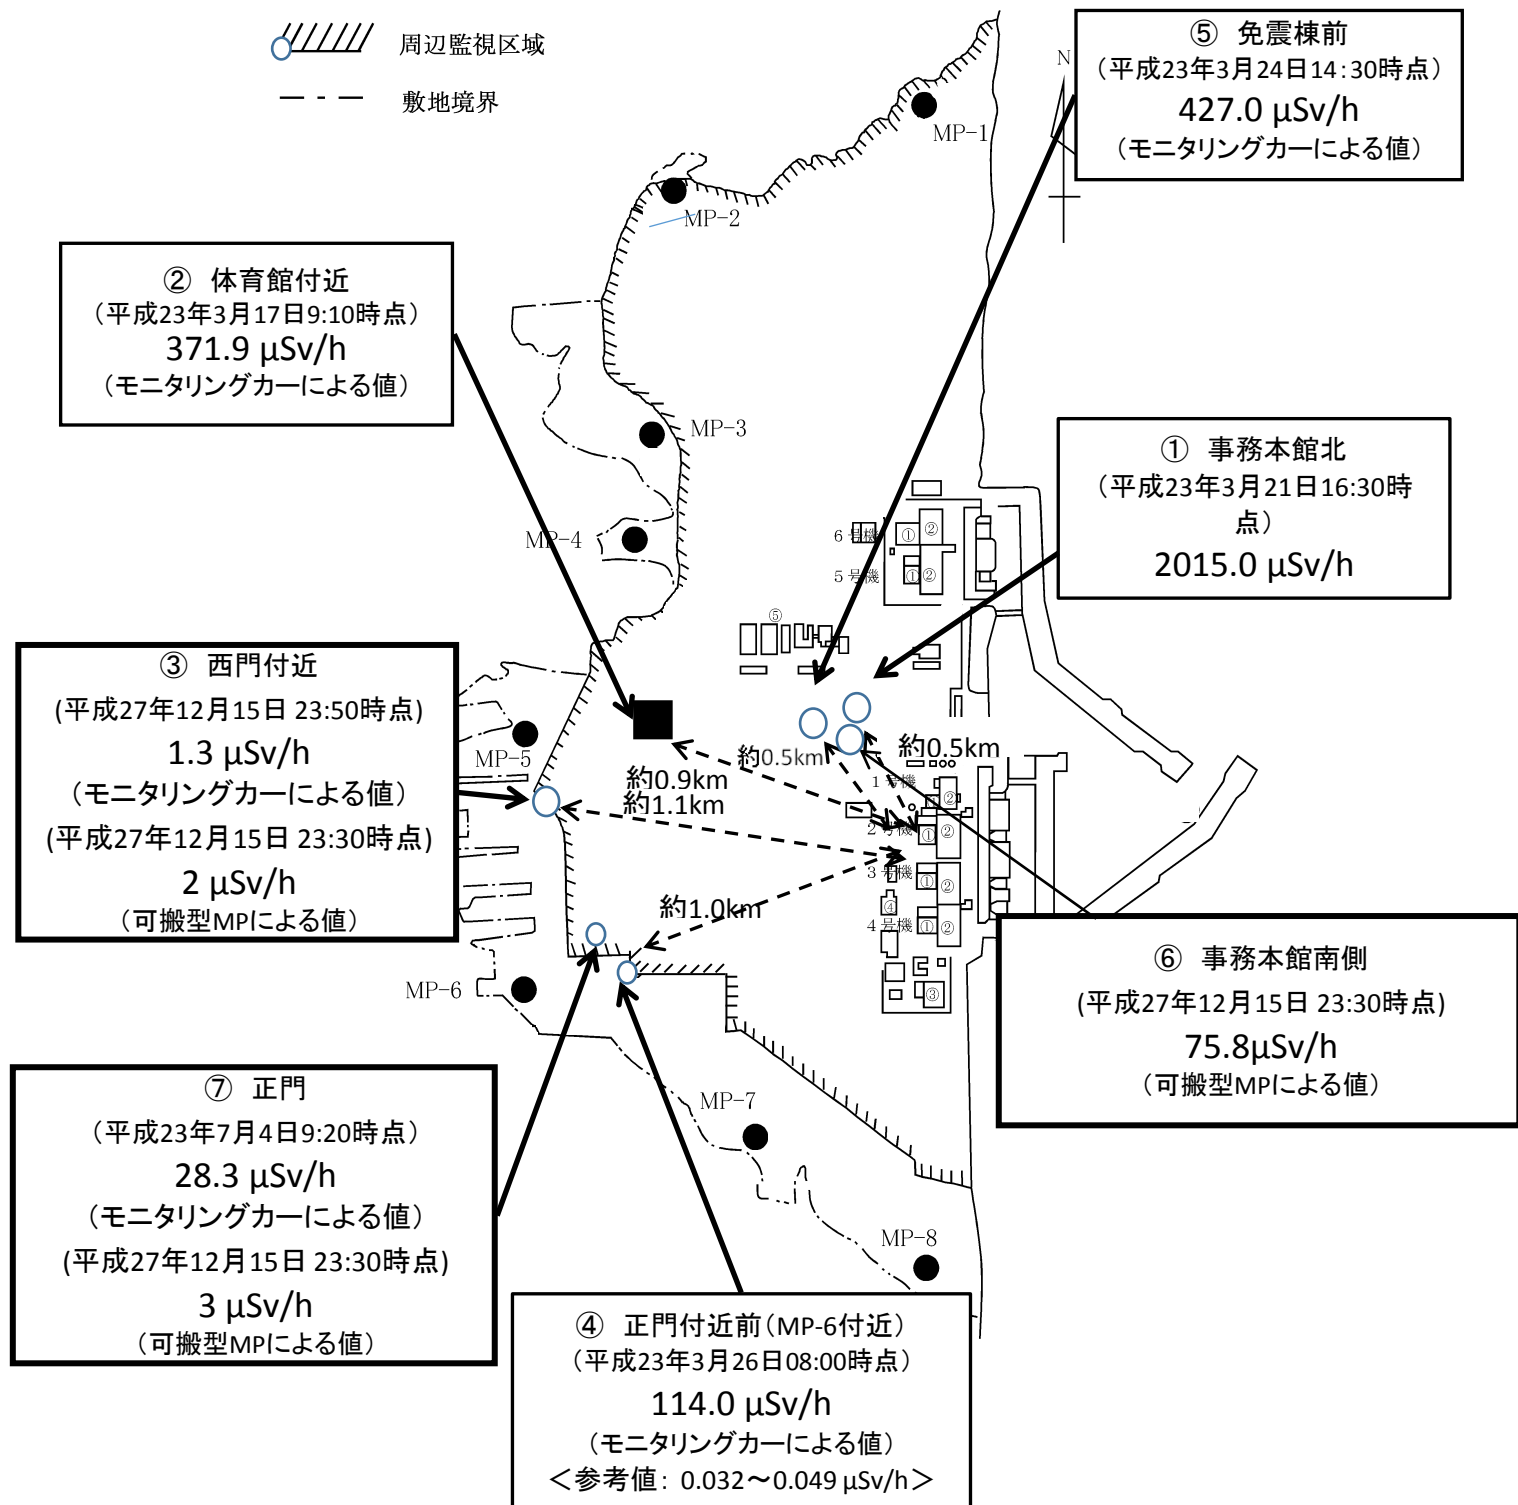 周辺監視区域
敷地境界
⑤ 免震棟前
（平成23年3月24日14:30時点）
427.0 μSv/h
（モニタリングカーによる値）
N
MP-1
MP-2
② 体育館付近
（平成23年3月17日9:10時点）
371.9 μSv/h
（モニタリングカーによる値）
MP-3
① 事務本館北
（平成23年3月21日16:30時
点）
2015.0 μSv/h
MP-4
６号機
① ②
５号機
① ②
⑤
③ 西門付近
(平成27年12月15日 23:50時点)
1.3 μSv/h
（モニタリングカーによる値）
(平成27年12月15日 23:30時点)
2 μSv/h
（可搬型MPによる値）
MP-5
約0.5km
約0.5km
約0.9km
約1.1km
１号機
① ②
２号機
① ②
３号機
① ②
④
４号機
① ②
約1.0km
③
MP-6
⑥ 事務本館南側
(平成27年12月15日 23:30時点)
75.8μSv/h
（可搬型MPによる値）
⑦ 正門
（平成23年7月4日9:20時点）
28.3 μSv/h
（モニタリングカーによる値）
(平成27年12月15日 23:30時点)
3 μSv/h
（可搬型MPによる値）
MP-7
MP-8
④ 正門付近前（MP-6付近）
（平成23年3月26日08:00時点）
114.0 μSv/h
（モニタリングカーによる値）
＜参考値：0.032～0.049 μSv/h＞